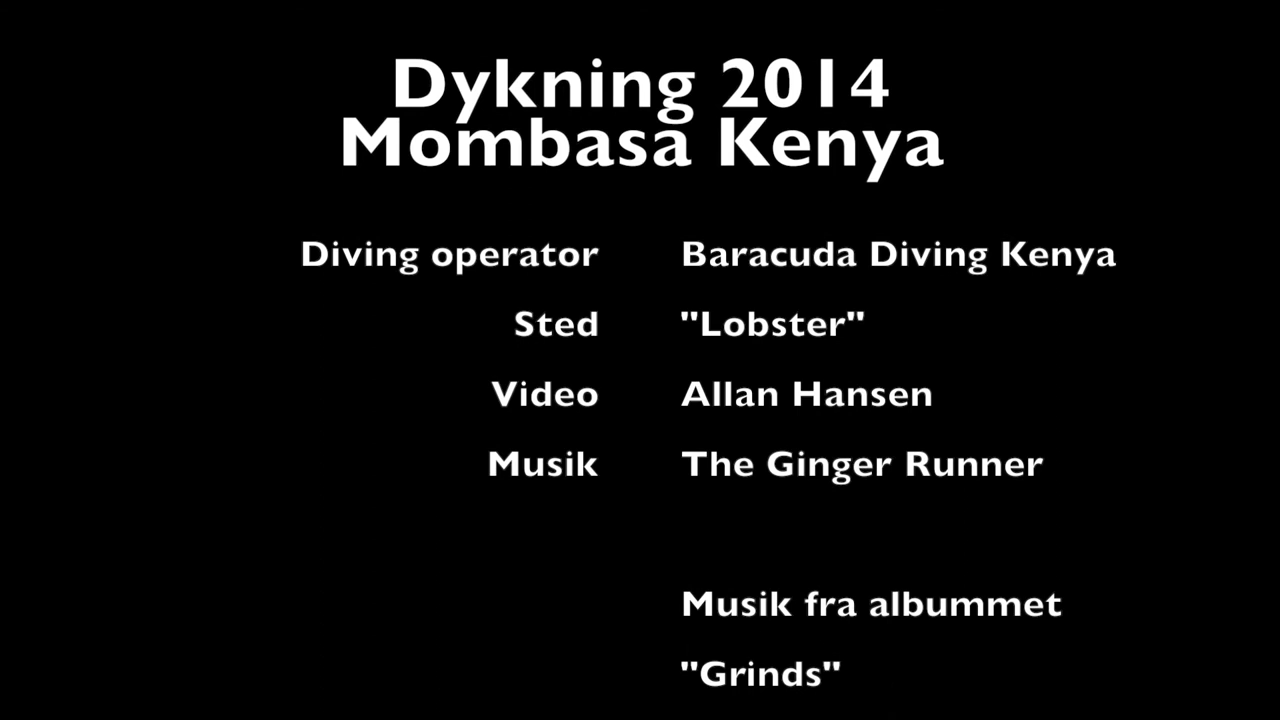 Dykning 2014
Mombasa Kenya
Diving operator Baracuda Diving Kenya
Sted "Lobster"
Video Allan Hansen
Musik The Ginger Runner
Musik fra albummet
"Grinds"